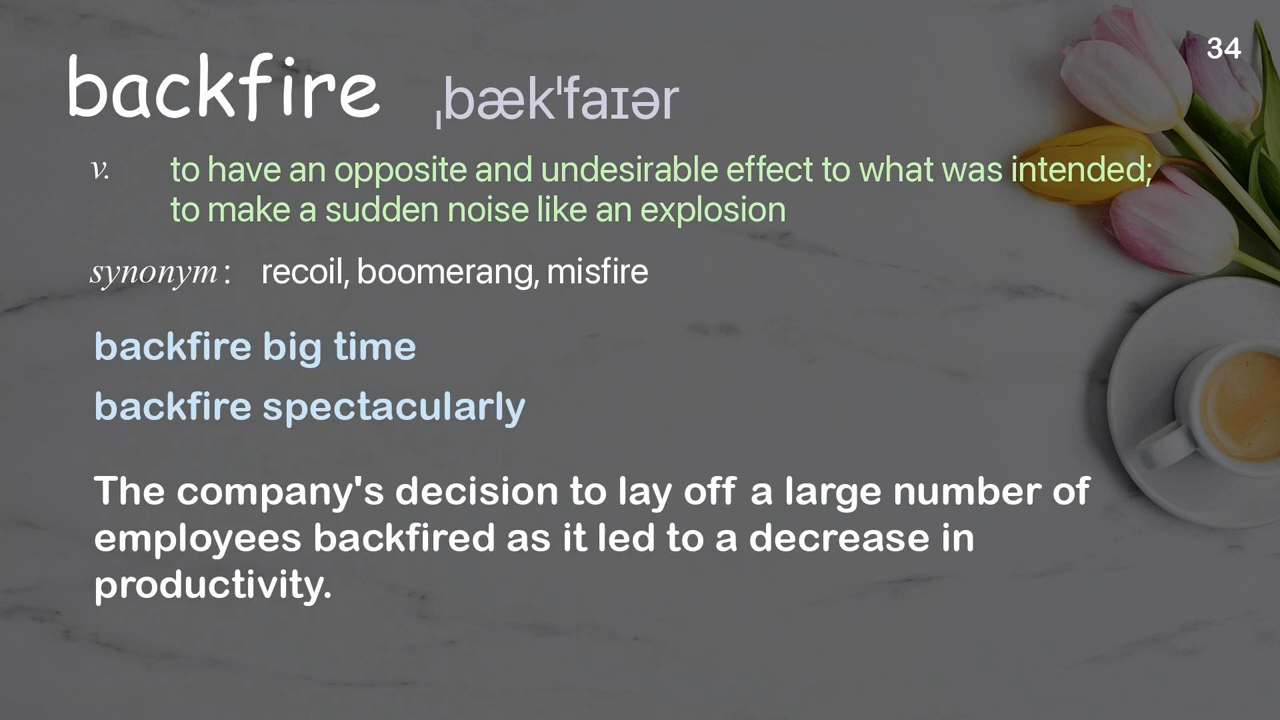 34
backfire ˌbækˈfaɪər
v. to have an opposite and undesirable effect to what was intended;
to make a sudden noise like an explosion
synonym : recoil, boomerang, misfire
backfire big time
backfire spectacularly
The company's decision to lay off a large number of
employees backfired as it led to a decrease in
productivity.